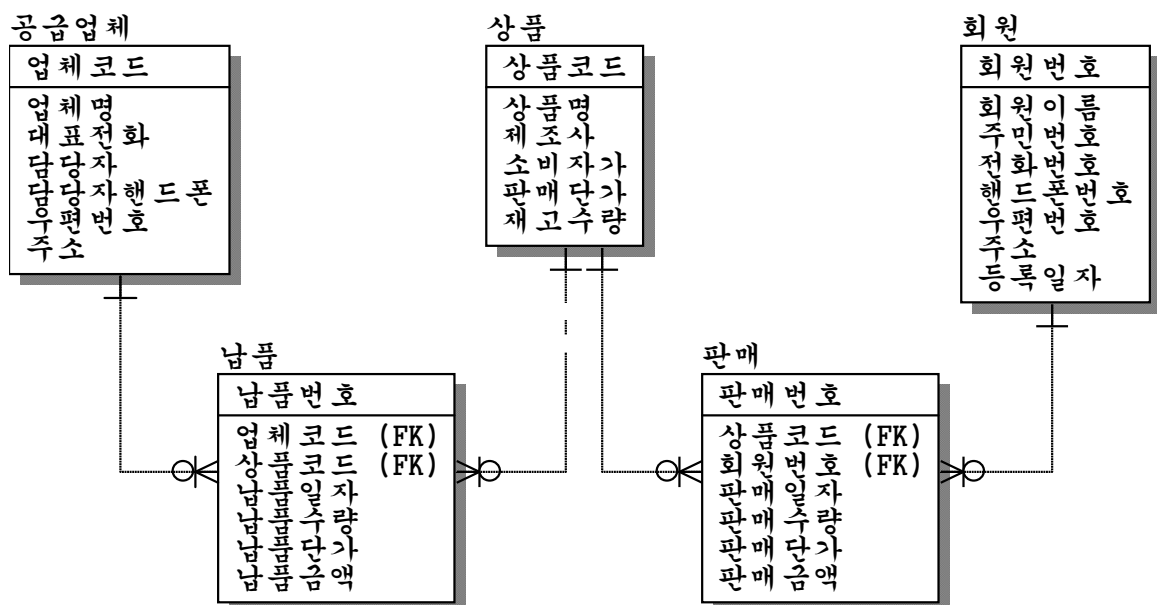 공급업체
업체코드
업체명
대표전화
담당자
담당자핸드폰
우편번호
주소
상품
상품코드
상품명
제조사
소비자가
판매단가
재고수량
회원
회원번호
회원이름
주민번호
전화번호
핸드폰번호
우편번호
주소
등록일자
납품
납품번호
업체코드 (FK)
상품코드 (FK)
납품일자
납품수량
납품단가
납품금액
판매
판매번호
상품코드 (FK)
회원번호 (FK)
판매일자
판매수량
판매단가
판매금액